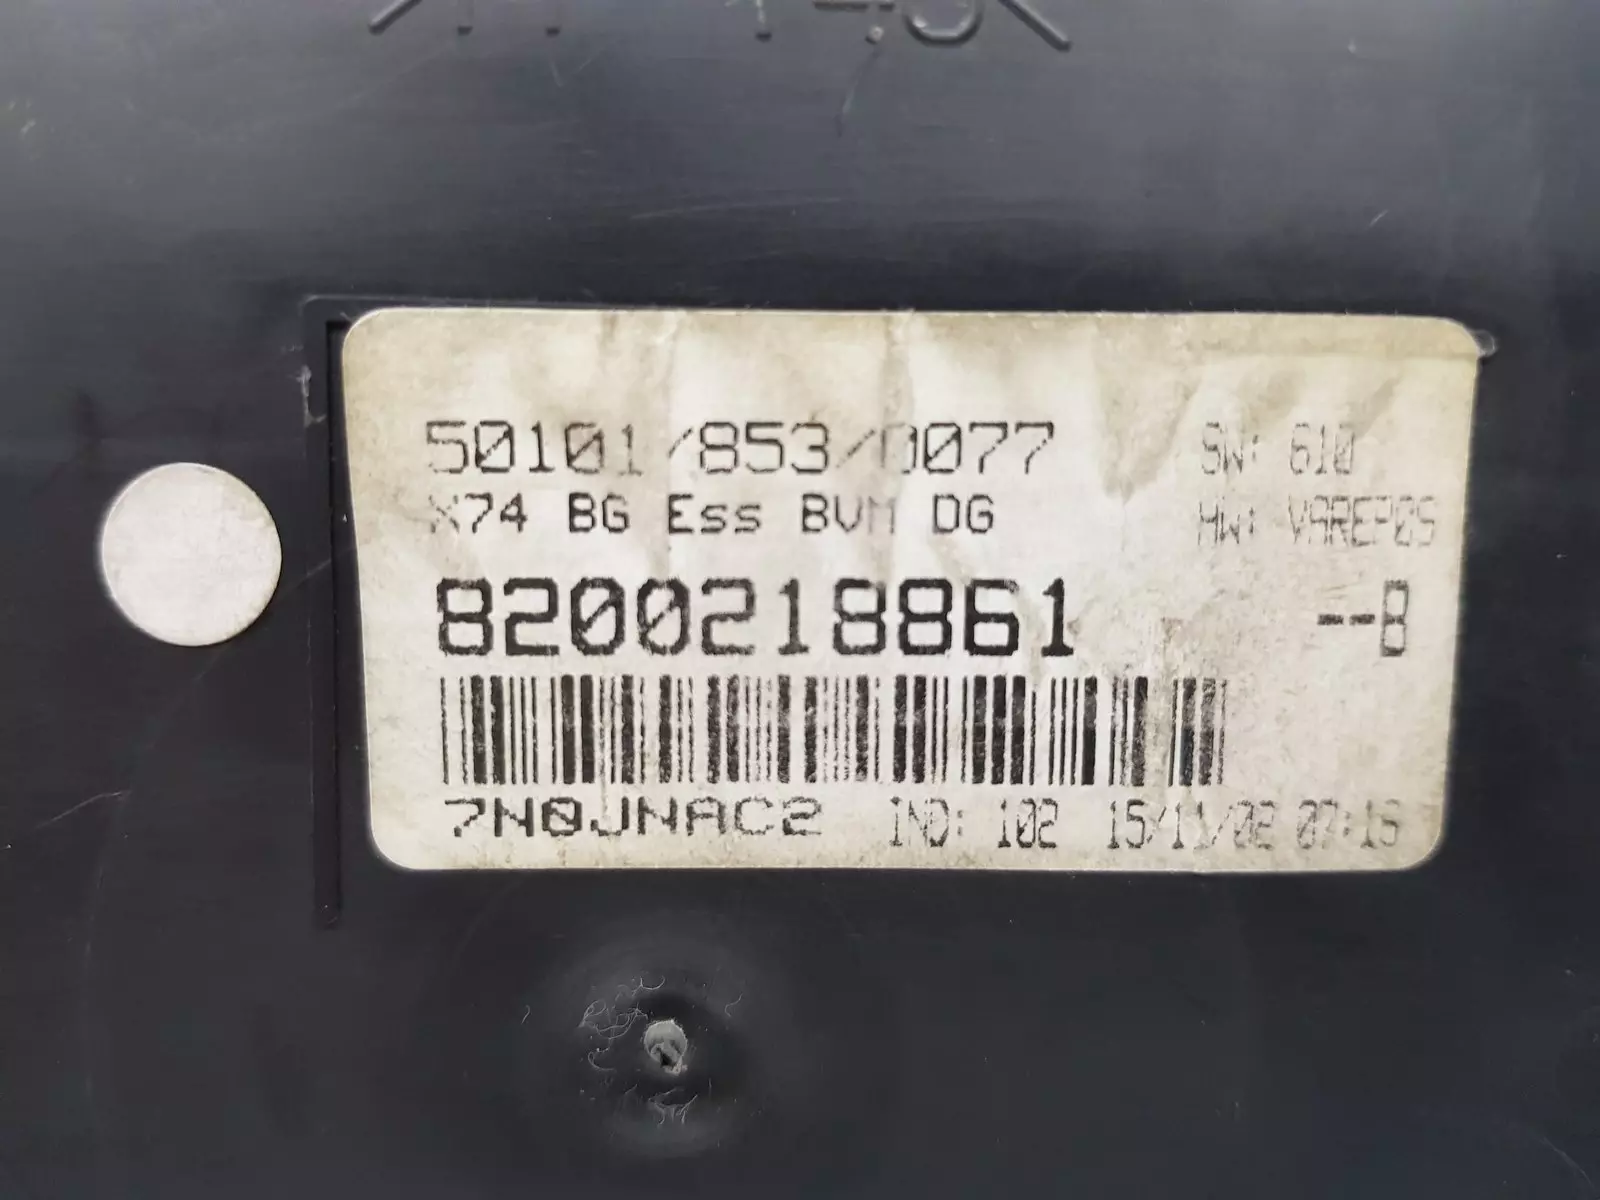 50101/853/0077 SW: 610
X74 BG Ess BVM DG HW: VAREP05
8200218861 --B
7N0JNAC2 IND: 102 15/11/02 07:16